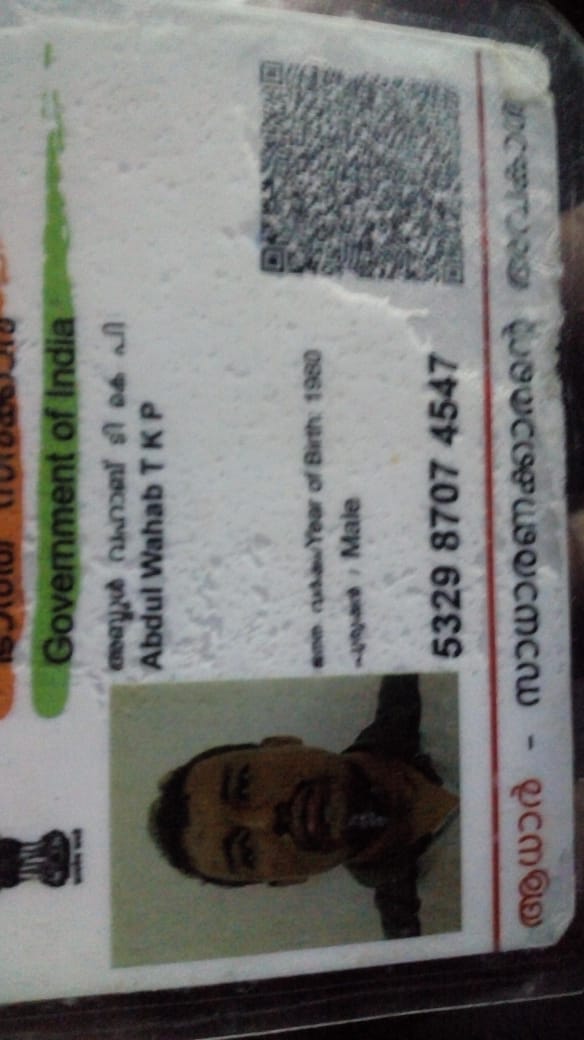 Government of India
അബ്ദുൽ വഹാബ് ടി കെ പി
Abdul Wahab T K P
ജനന വർഷം/Year of Birth: 1980
പുരുഷൻ / Male
5329 8707 4547
ആധാർ - സാധാരണക്കാരന്റെ അവകാശം